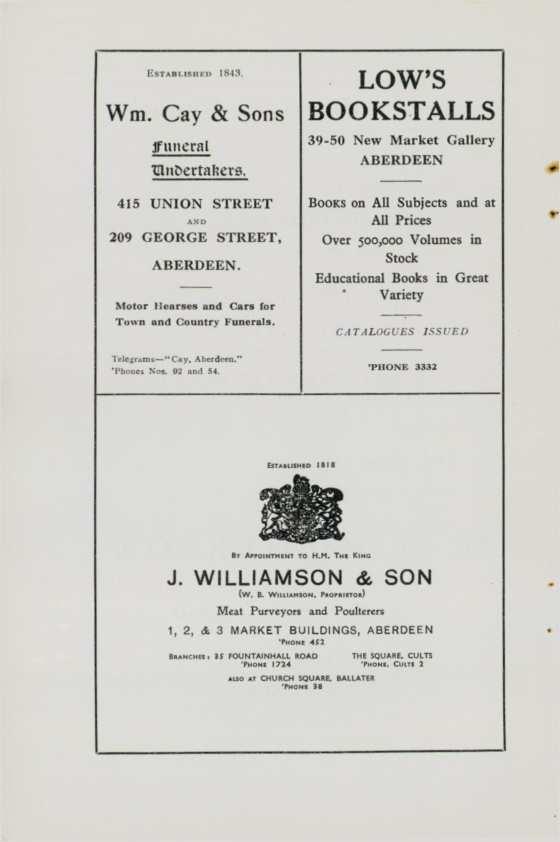 ESTABLISHED 1843.
Wm. Cay & Sons
Funeral
Undertakers.
415 UNION STREET
AND
209 GEORGE STREET,
ABERDEEN.
Motor Hearses and Cars for
Town and Country Funerals.
Telegrams—"Cay, Aberdeen."
'Phones Nos. 92 and 54.
LOW'S
BOOKSTALLS
39-50 New Market Gallery
ABERDEEN
BOOKS on All Subjects and at
All Prices
Over 500,000 Volumes in
Stock
Educational Books in Great
Variety
CATALOGUES ISSUED
'PHONE 3332
ESTABLISHED 1818
BY APPOINTMENT TO H.M. THE KING
J. WILLIAMSON & SON
(W. B. WILLIAMSON, PROPRIETOR)
Meat Purveyors and Poulterers
1, 2, & 3 MARKET BUILDINGS, ABERDEEN
'PHONE 452
BRANCHES: 35 FOUNTAINHALL ROAD THE SQUARE, CULTS
'PHONE 1724 'PHONE, CULTS 2
ALSO AT CHURCH SQUARE, BALLATER
'PHONE 38